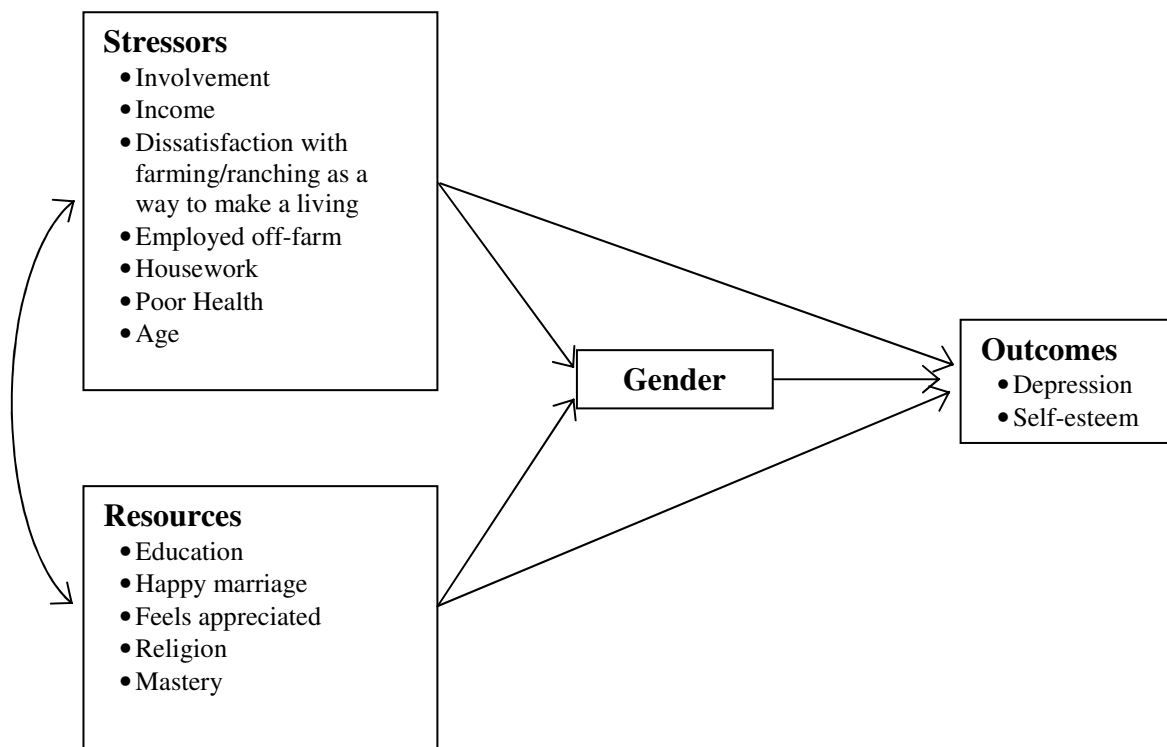 Stressors
• Involvement
• Income
• Dissatisfaction with
farming/ranching as a
way to make a living
• Employed off-farm
• Housework
• Poor Health
• Age
Gender
Outcomes
• Depression
• Self-esteem
Resources
• Education
• Happy marriage
• Feels appreciated
• Religion
• Mastery